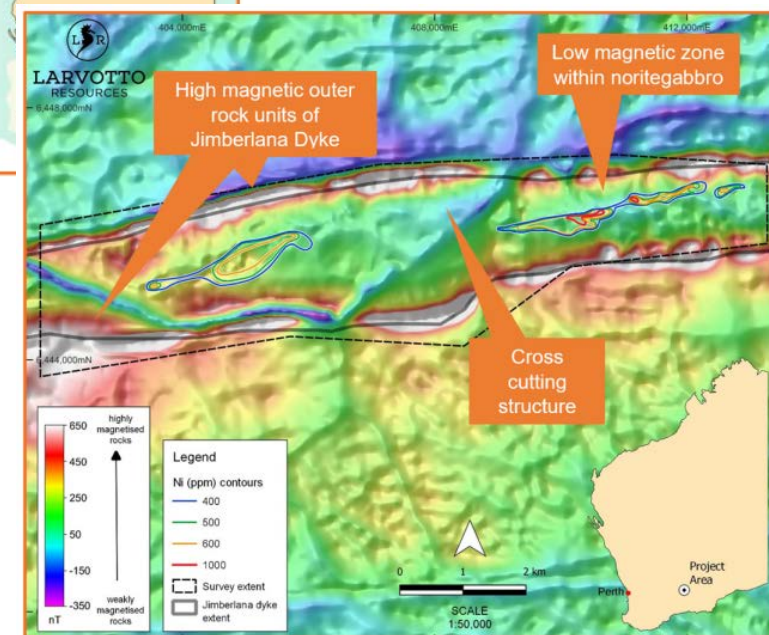 L R
LARVOTTO
RESOURCES
404,000mE
408,000mE
412,000mE
6,448,000mN
6,444,000mN
High magnetic outer
rock units of
Jimberlana Dyke
Low magnetic zone
within noritegabbro
Cross
cutting
structure
650
450
250
50
-150
-350
nT
highly
magnetised
rocks
weakly
magnetised
rocks
Legend
Ni (ppm) contours
400
500
600
1000
Survey extent
Jimberlana dyke
extent
0 1 2 km
SCALE
1:50,000
Perth
Project
Area